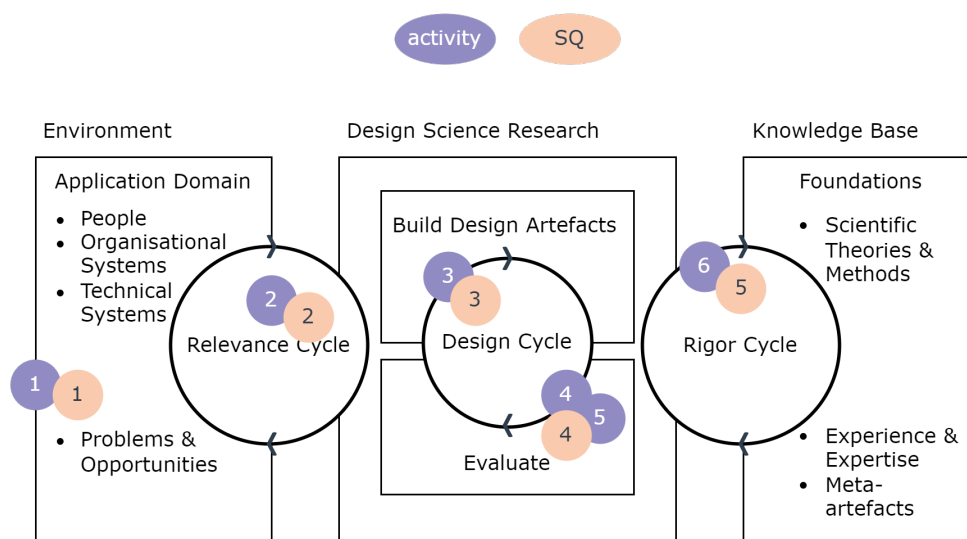 activity
SQ
Environment
Design Science Research
Knowledge Base
Application Domain
• People
• Organisational
Systems
• Technical
Systems
2
2
Relevance Cycle
1
1
• Problems &
Opportunities
Build Design Artefacts
3
3
Design Cycle
4
5
4
Evaluate
Foundations
• Scientific
Theories &
Methods
6
5
Rigor Cycle
• Experience &
Expertise
• Meta-
artefacts